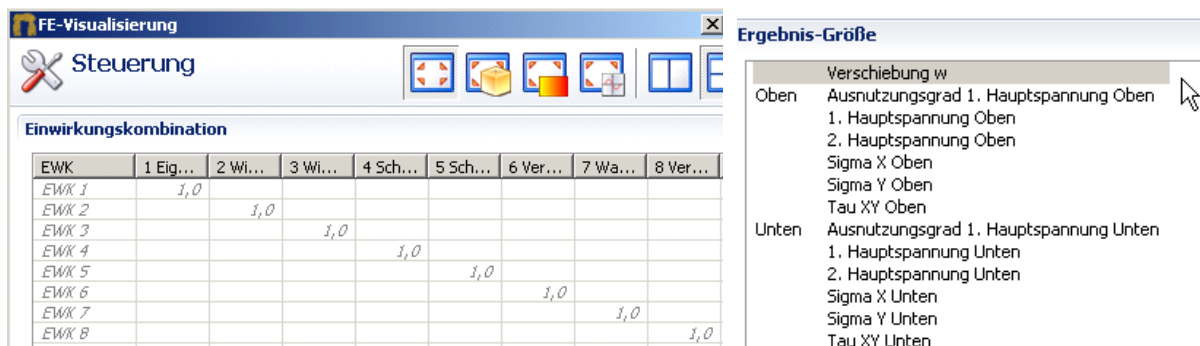 FE-Visualisierung
Steuerung
Einwirkungskombination
EWK 1 Eig... 2 Wi... 3 Wi... 4 Sch... 5 Sch... 6 Ver... 7 Wa... 8 Ver...
EWK 1 1,0
EWK 2 1,0
EWK 3 1,0
EWK 4 1,0
EWK 5 1,0
EWK 6 1,0
EWK 7 1,0
EWK 8 1,0
Ergebnis-Größe
Verschiebung w
Oben Ausnutzungsgrad 1. Hauptspannung Oben
1. Hauptspannung Oben
2. Hauptspannung Oben
Sigma X Oben
Sigma Y Oben
Tau XY Oben
Unten Ausnutzungsgrad 1. Hauptspannung Unten
1. Hauptspannung Unten
2. Hauptspannung Unten
Sigma X Unten
Sigma Y Unten
Tau XY Unten